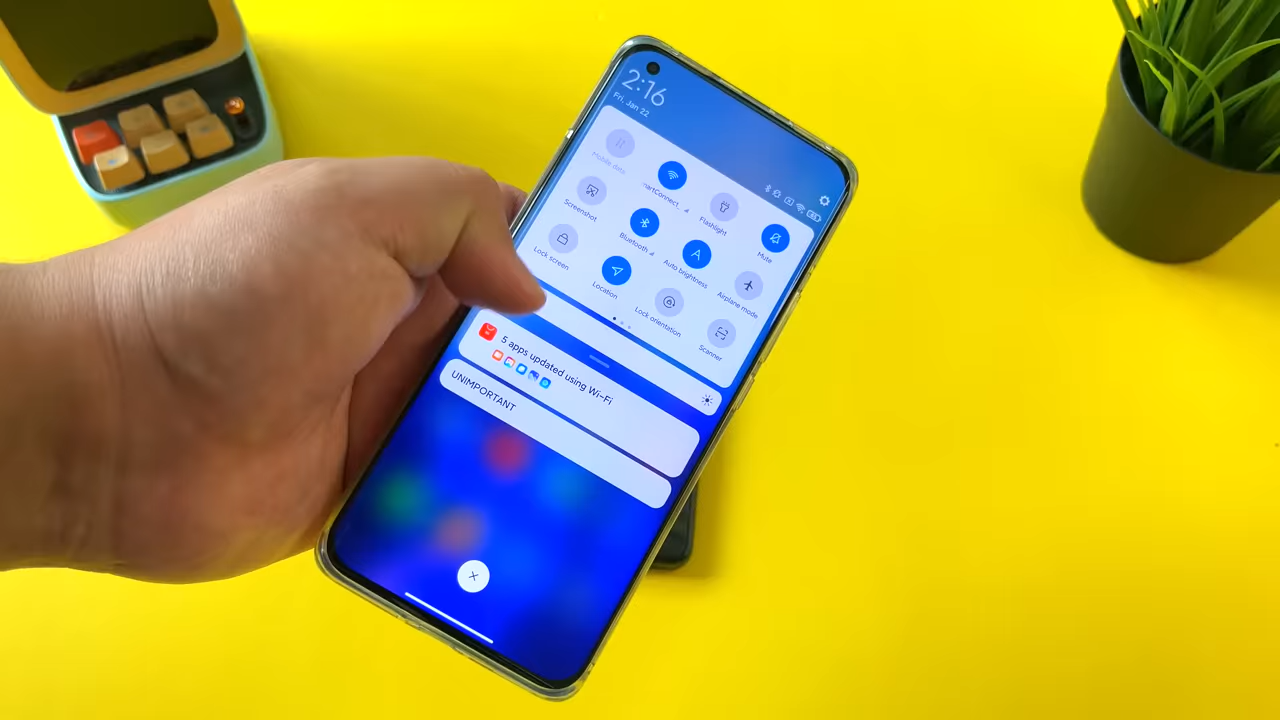 2:16
Fri, Jan 22
Mobile data
martConnect..
Flashlight
Mute
Screenshot
Bluetooth
Auto brightness
Airplane mode
Lock screen
Location
Lock orientation
Scanner
5 apps updated using Wi-Fi
UNIMPORTANT